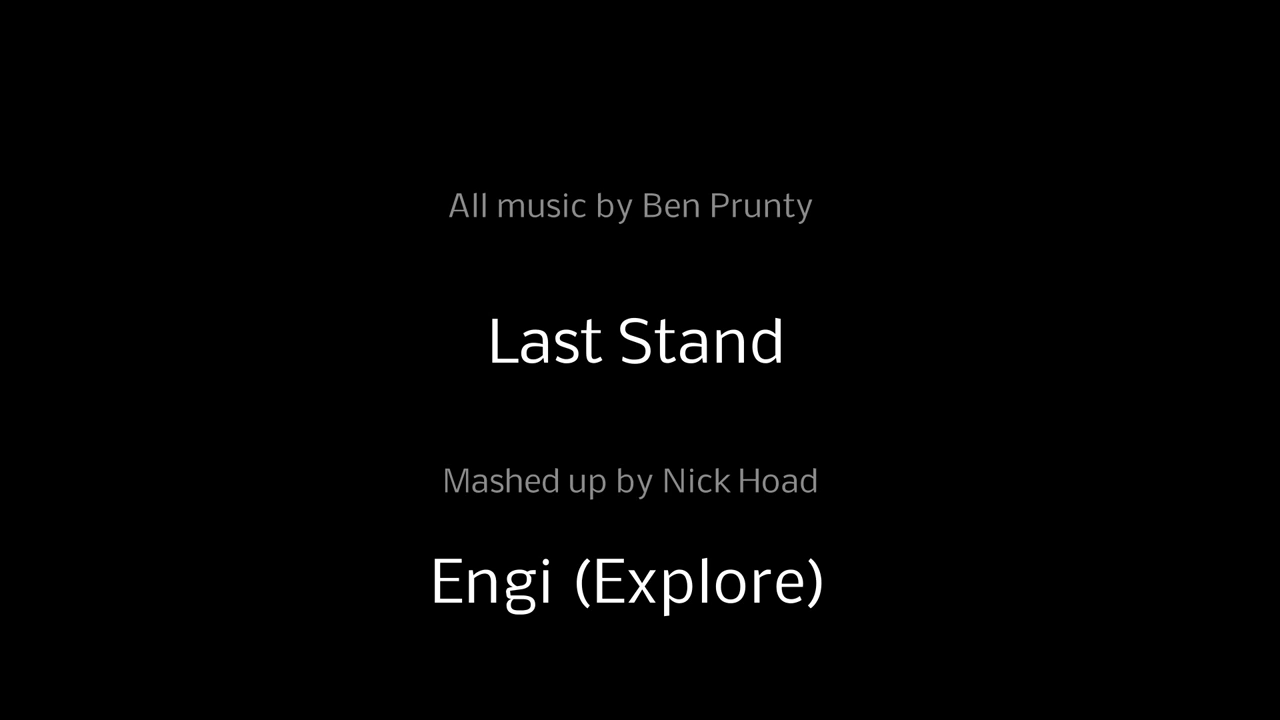 All music by Ben Prunty
Last Stand
Mashed up by Nick Hoad
Engi (Explore)